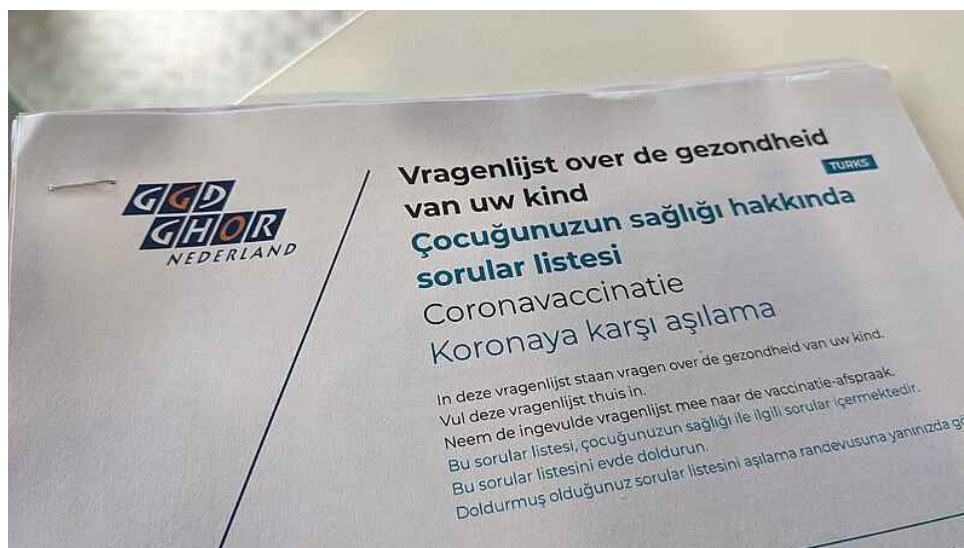 GGD
GHOR
NEDERLAND
Vragenlijst over de gezondheid
van uw kind
TURKS
Çocuğunuzun sağlığı hakkında
sorular listesi
Coronavaccinatie
Koronaya karşı aşılama
In deze vragenlijst staan vragen over de gezondheid van uw kind.
Vul deze vragenlijst thuis in.
Neem de ingevulde vragenlijst mee naar de vaccinatie-afspraak.
Bu sorular listesi, çocuğunuzun sağlığı ile ilgili sorular içermektedir.
Bu sorular listesini evde doldurun.
Doldurmuş olduğunuz sorular listesini aşılama randevusuna yanınızda